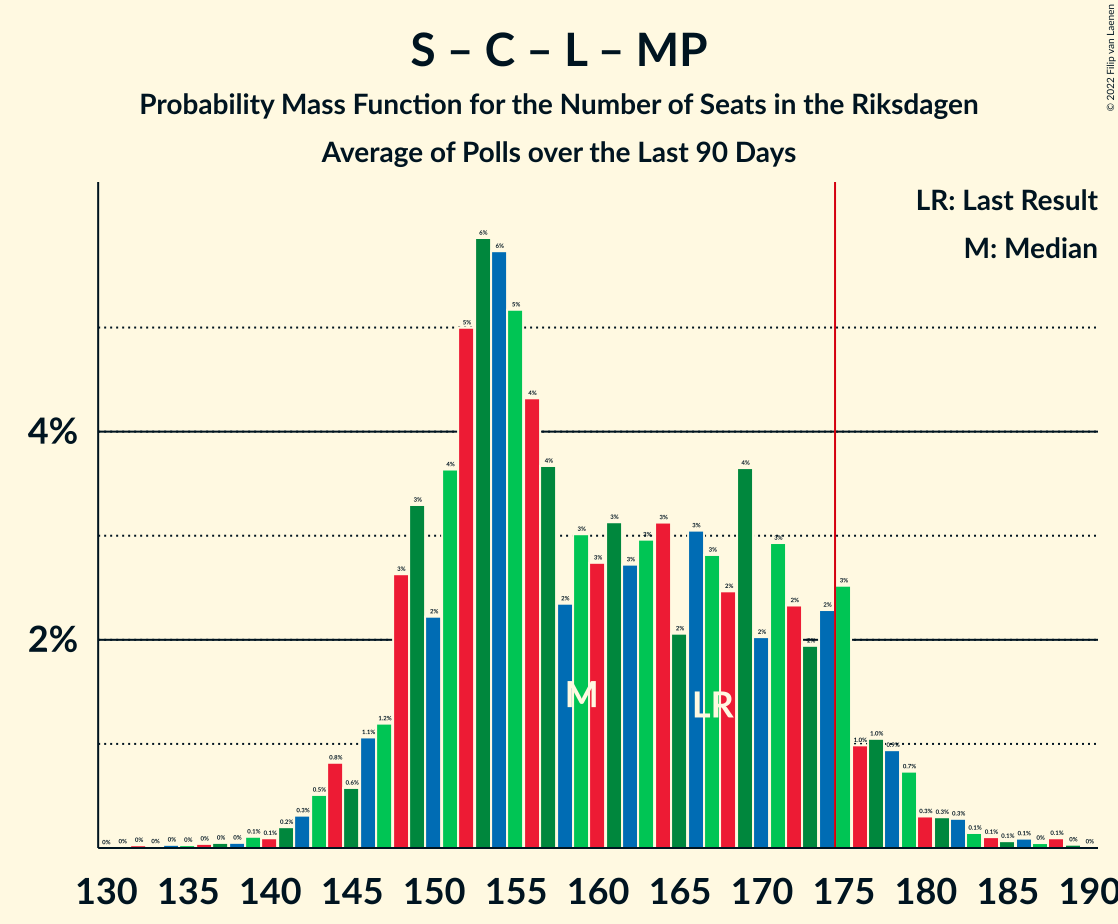 S – C – L – MP
Probability Mass Function for the Number of Seats in the Riksdagen
Average of Polls over the Last 90 Days
© 2022 Filip van Laenen
LR: Last Result
M: Median
4%
2%
0% 0% 0% 0% 0% 0% 0% 0% 0% 0.1% 0.1% 0.2% 0.3% 0.5% 0.8% 0.6% 1.1% 1.2% 3% 3% 2% 4% 5% 6% 6% 5% 4% 4% 2% 3% 3% 3% 3% 3% 3% 2% 3% 3% 2% 4% 2% 3% 2% 2% 2% 3% 1.0% 1.0% 0.9% 0.7% 0.3% 0.3% 0.3% 0.1% 0.1% 0.1% 0.1% 0% 0.1% 0% 0%
M
LR
130 135 140 145 150 155 160 165 170 175 180 185 190